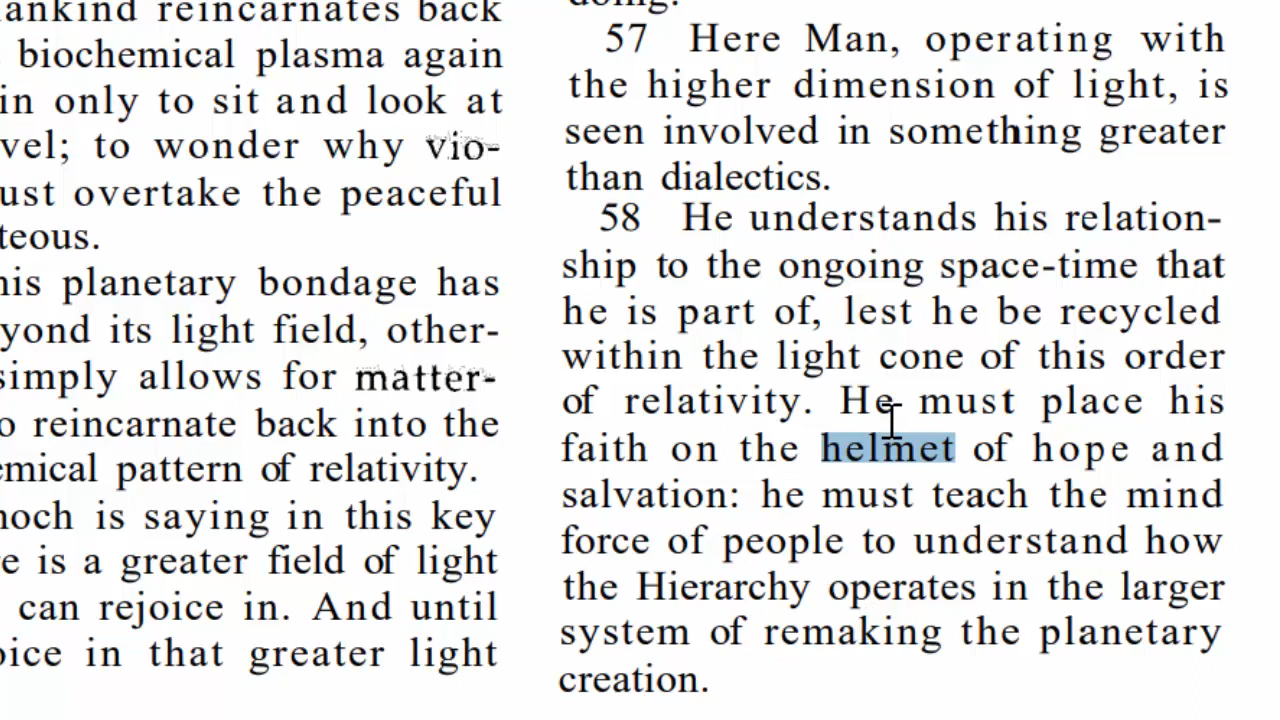 ankind reincarnates back
biochemical plasma again
in only to sit and look at
vel; to wonder why vio-
ust overtake the peaceful
teous.
his planetary bondage has
yond its light field, other-
simply allows for matter-
o reincarnate back into the
emical pattern of relativity.
noch is saying in this key
e is a greater field of light
can rejoice in. And until
oice in that greater light
doing.
57 Here Man, operating with
the higher dimension of light, is
seen involved in something greater
than dialectics.
58 He understands his relation-
ship to the ongoing space-time that
he is part of, lest he be recycled
within the light cone of this order
of relativity. He must place his
faith on the helmet of hope and
salvation: he must teach the mind
force of people to understand how
the Hierarchy operates in the larger
system of remaking the planetary
creation.